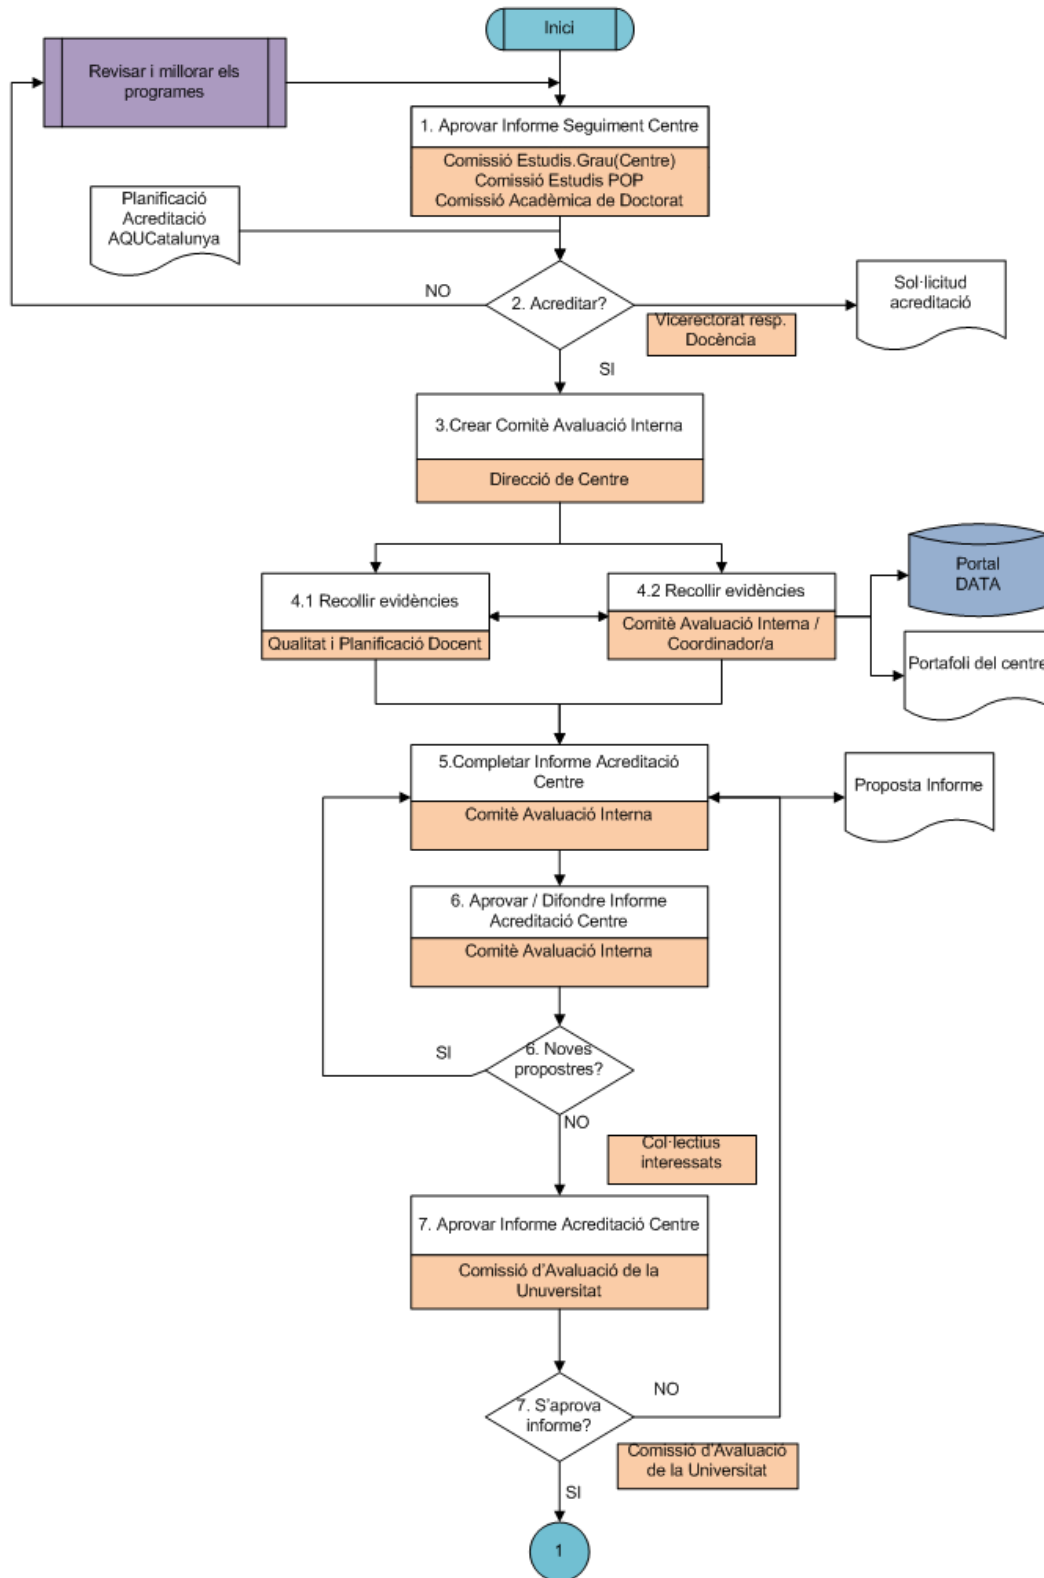 Inici
Revisar i millorar els
programes
1. Aprovar Informe Seguiment Centre
Comissió Estudis.Grau(Centre)
Comissió Estudis POP
Comissió Acadèmica de Doctorat
Planificació
Acreditació
AQUCatalunya
NO
2. Acreditar?
Sol·licitud
acreditació
Vicerectorat resp.
Docència
SI
3.Crear Comitè Avaluació Interna
Direcció de Centre
Portal
DATA
4.1 Recollir evidències
Qualitat i Planificació Docent
4.2 Recollir evidències
Comitè Avaluació Interna /
Coordinador/a
Portafoli del centre
5.Completar Informe Acreditació
Centre
Comitè Avaluació Interna
Proposta Informe
6. Aprovar / Difondre Informe
Acreditació Centre
Comitè Avaluació Interna
SI
6. Noves
propostres?
NO
Col·lectius
interessats
7. Aprovar Informe Acreditació Centre
Comissió d'Avaluació de la
Unuversitat
NO
7. S'aprova
informe?
Comissió d'Avaluació
de la Universitat
SI
1